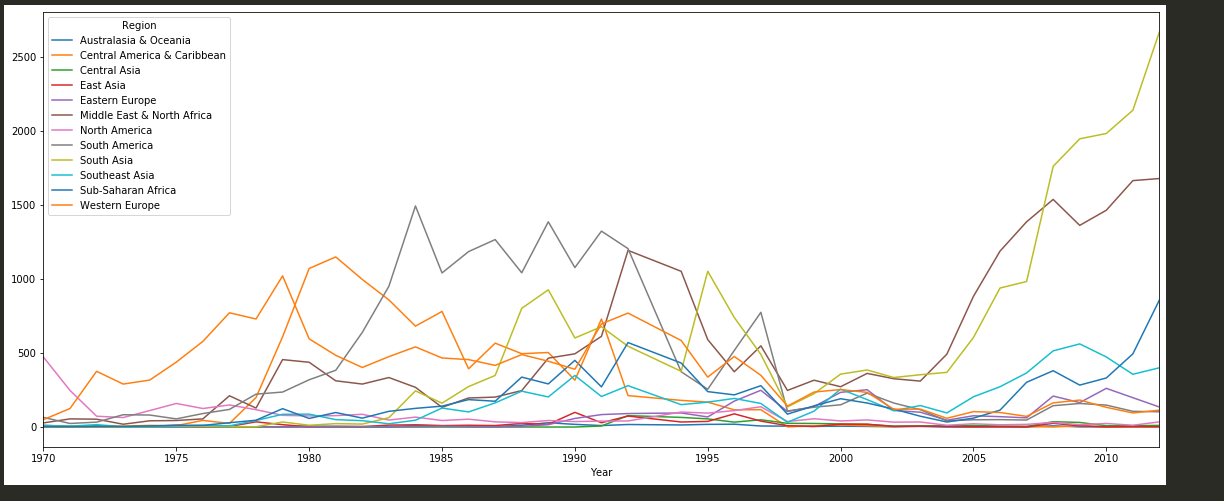 Region
Australasia & Oceania
Central America & Caribbean
Central Asia
East Asia
Eastern Europe
Middle East & North Africa
North America
South America
South Asia
Southeast Asia
Sub-Saharan Africa
Western Europe
2500
2000
1500
1000
500
0
1970 1975 1980 1985 1990 1995 2000 2005 2010
Year